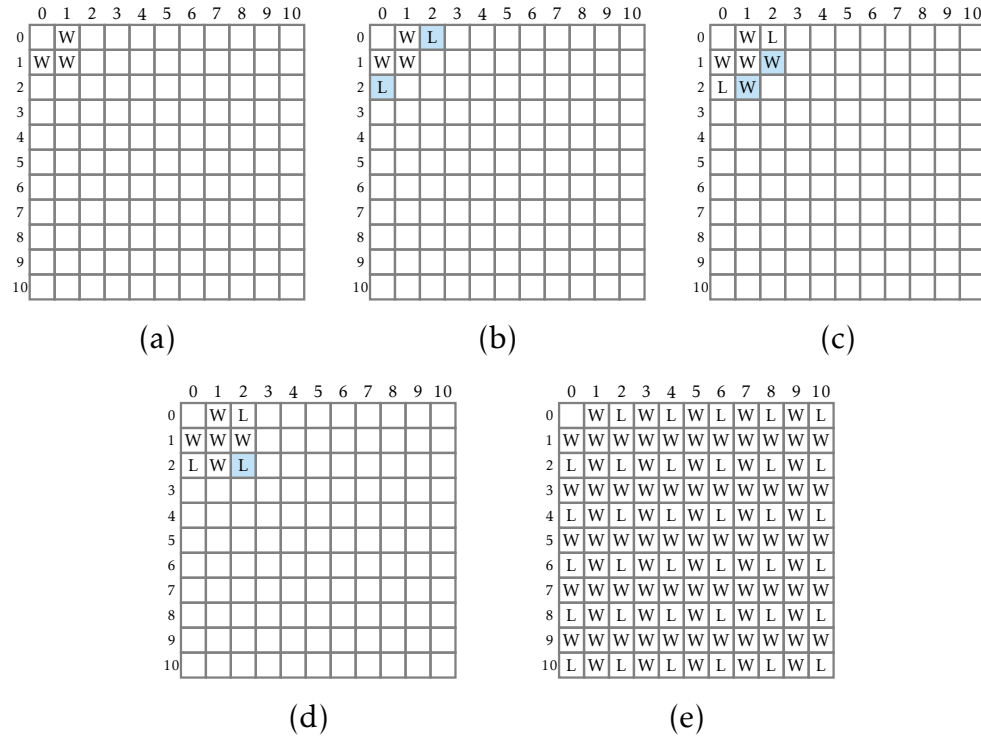 0 1 2 3 4 5 6 7 8 9 10
0 W
1 W W
2
3
4
5
6
7
8
9
10
(a)
0 1 2 3 4 5 6 7 8 9 10
0 W L
1 W W
2 L
3
4
5
6
7
8
9
10
(b)
0 1 2 3 4 5 6 7 8 9 10
0 W L
1 W W W
2 L W
3
4
5
6
7
8
9
10
(c)
0 1 2 3 4 5 6 7 8 9 10
0 W L
1 W W W
2 L W L
3
4
5
6
7
8
9
10
(d)
0 1 2 3 4 5 6 7 8 9 10
0 W L W L W L W L W L
1 W W W W W W W W W W W
2 L W L W L W L W L W L
3 W W W W W W W W W W W
4 L W L W L W L W L W L
5 W W W W W W W W W W W
6 L W L W L W L W L W L
7 W W W W W W W W W W W
8 L W L W L W L W L W L
9 W W W W W W W W W W W
10 L W L W L W L W L W L
(e)